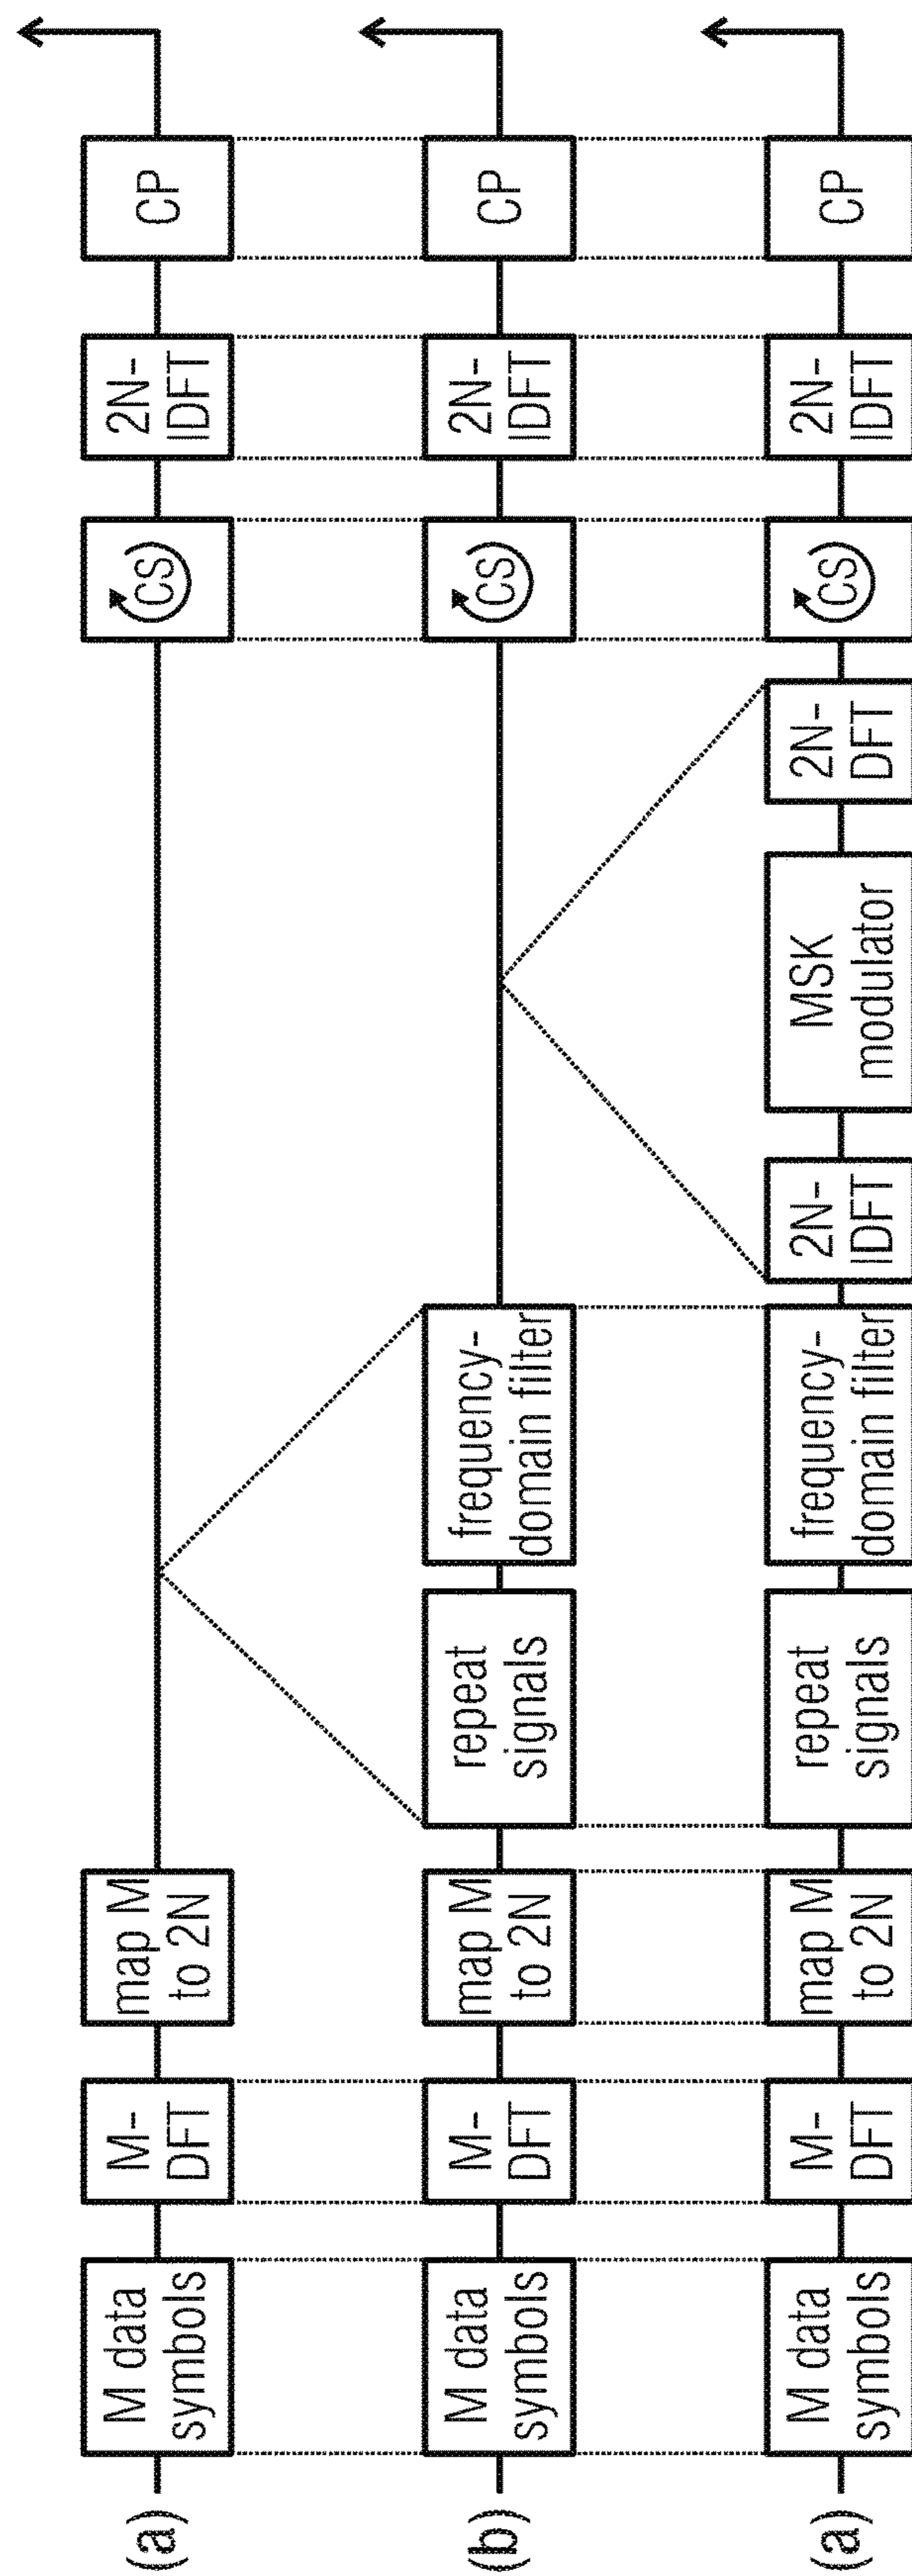 (a)
M data
symbols
M-
DFT
map M
to 2N
CS
2N-
IDFT
CP
(b)
M data
symbols
M-
DFT
map M
to 2N
repeat
signals
frequency-
domain filter
CS
2N-
IDFT
CP
(a)
M data
symbols
M-
DFT
map M
to 2N
repeat
signals
frequency-
domain filter
2N-
IDFT
MSK
modulator
2N-
DFT
CS
2N-
IDFT
CP